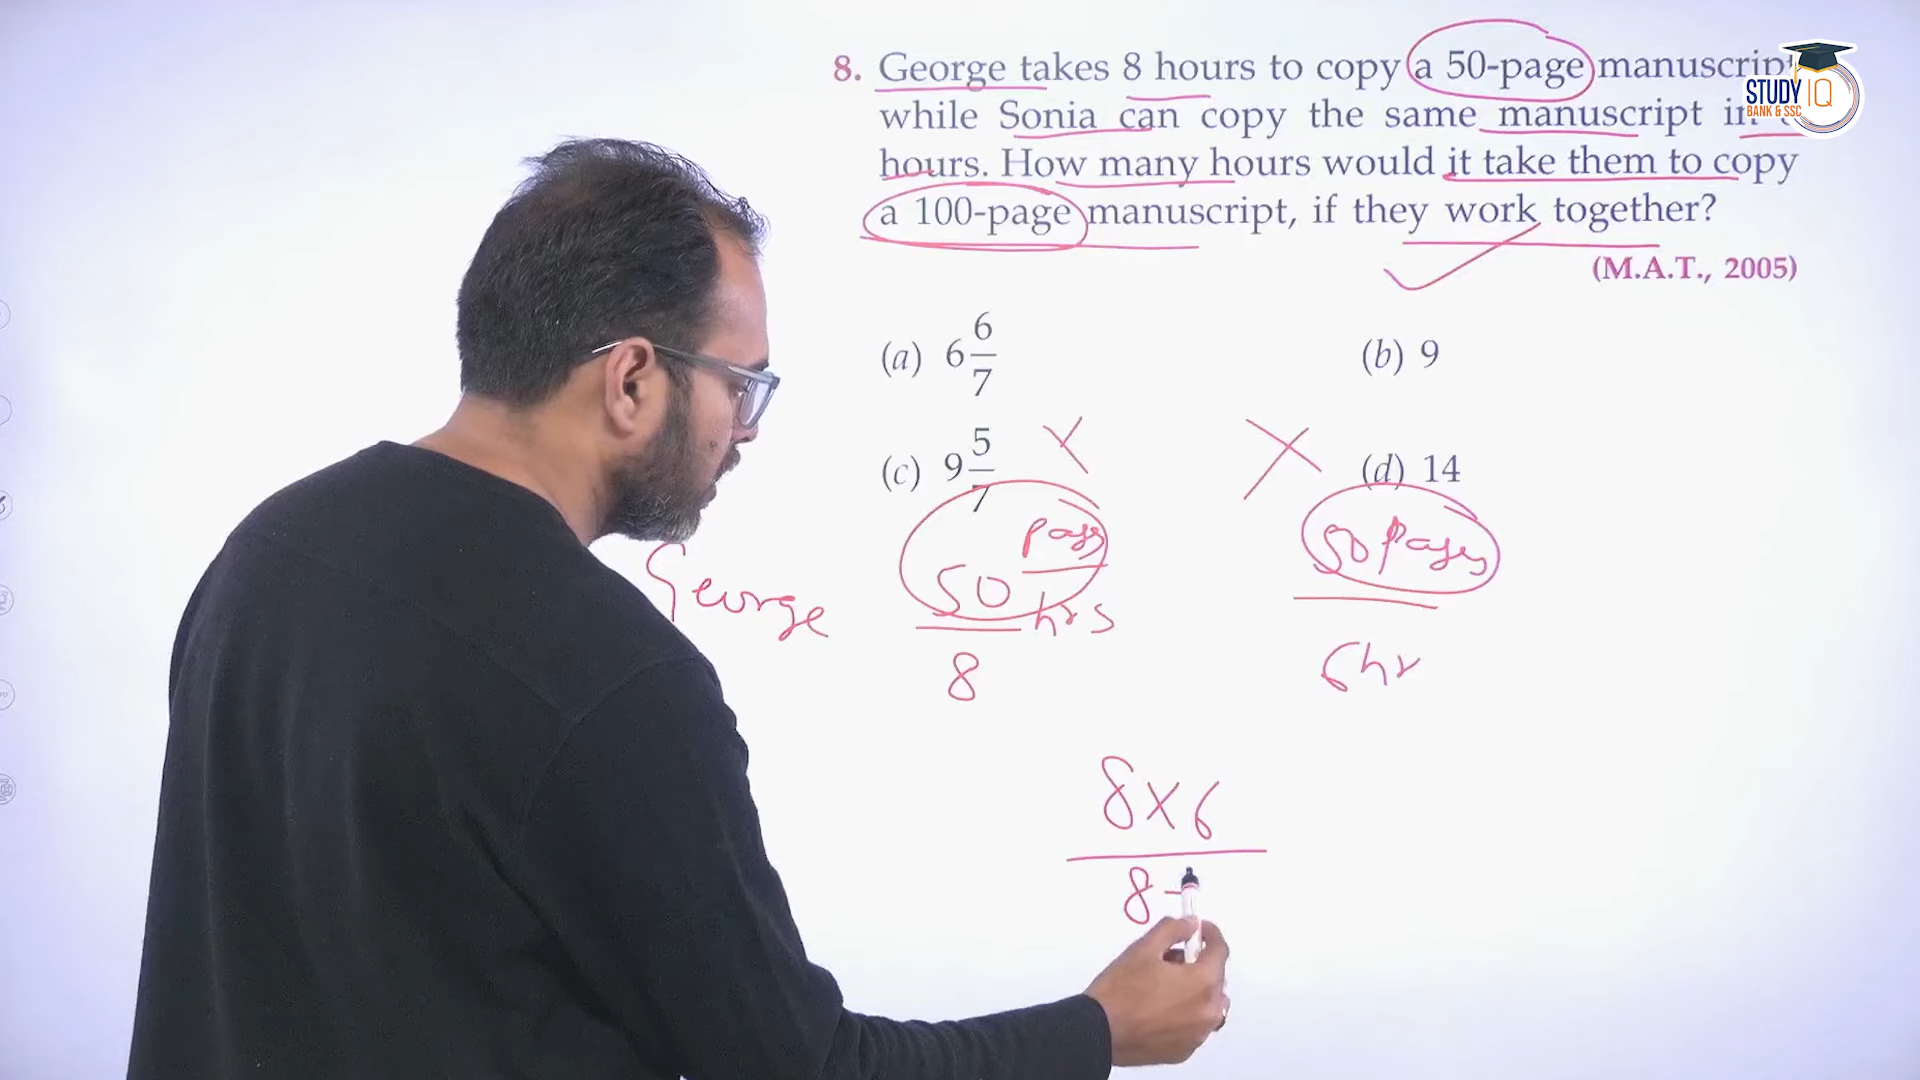 8. George takes 8 hours to copy a 50-page manuscript
while Sonia can copy the same manuscript in
hours. How many hours would it take them to copy
a 100-page manuscript, if they work together?
(M.A.T., 2005)
(a) 6 6/7 (b) 9
(c) 9 5/7 (d) 14
STUDY IQ
BANK & SSC
George 50 pages hrs 50 Pages
8 6hr
8 × 6
8 -